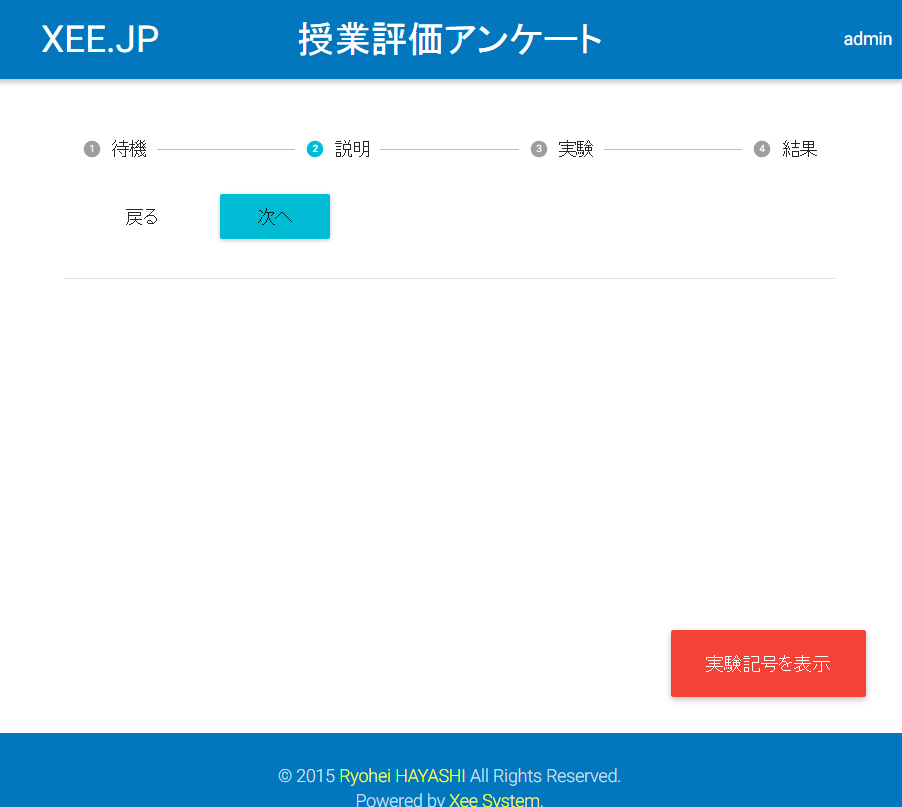 XEE.JP 授業評価アンケート admin
1 待機 2 説明 3 実験 4 結果
戻る 次へ
実験記号を表示
© 2015 Ryohei HAYASHI All Rights Reserved.
Powered by Xee System.